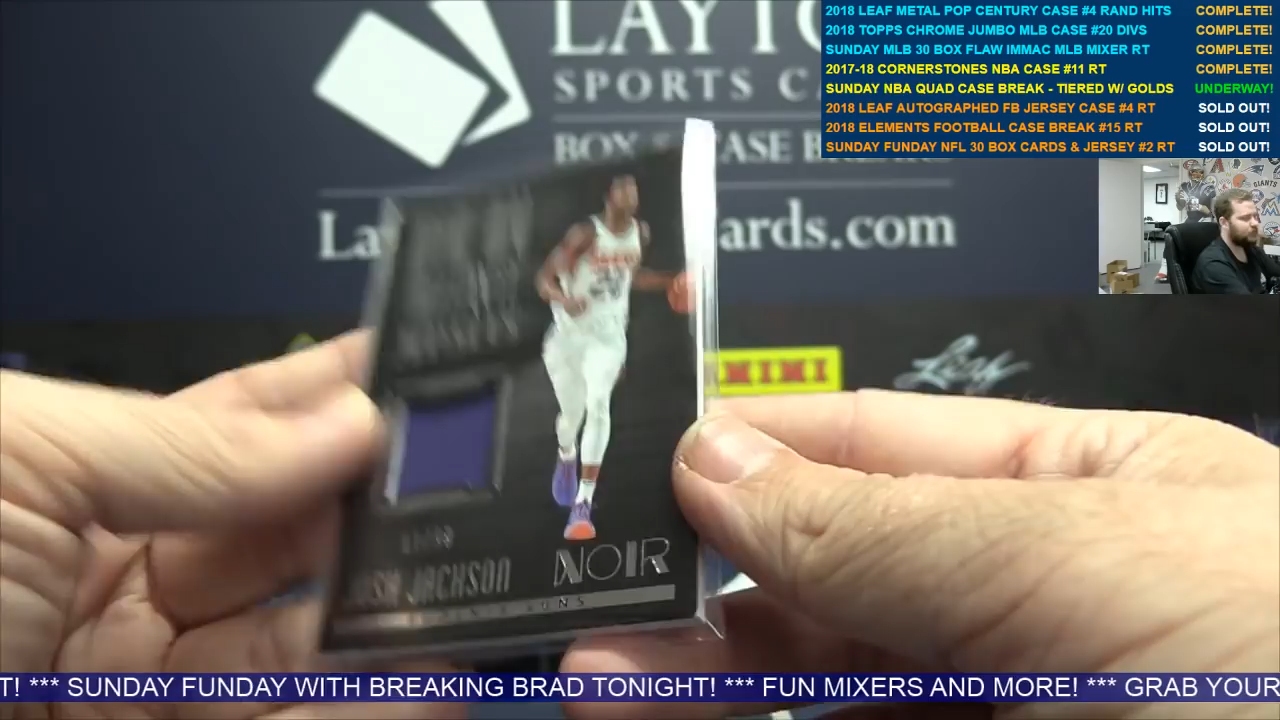 LAYTO
SPORTS CA
BOX ASE BREA
La ards.com
2018 LEAF METAL POP CENTURY CASE #4 RAND HITS COMPLETE!
2018 TOPPS CHROME JUMBO MLB CASE #20 DIVS COMPLETE!
SUNDAY MLB 30 BOX FLAW IMMAC MLB MIXER RT COMPLETE!
2017-18 CORNERSTONES NBA CASE #11 RT COMPLETE!
SUNDAY NBA QUAD CASE BREAK - TIERED W/ GOLDS UNDERWAY!
2018 LEAF AUTOGRAPHED FB JERSEY CASE #4 RT SOLD OUT!
2018 ELEMENTS FOOTBALL CASE BREAK #15 RT SOLD OUT!
SUNDAY FUNDAY NFL 30 BOX CARDS & JERSEY #2 RT SOLD OUT!
GIANTS
ANINI
Leaf
JACKSON
NOIR
T! *** SUNDAY FUNDAY WITH BREAKING BRAD TONIGHT! *** FUN MIXERS AND MORE! *** GRAB YOUR